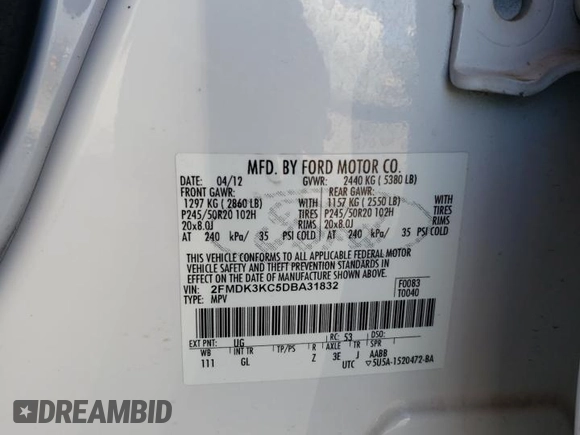 MFD. BY FORD MOTOR CO.
DATE: 04/12 GVWR: 2440 KG ( 5380 LB)
FRONT GAWR: REAR GAWR:
1297 KG ( 2860 LB) WITH 1157 KG ( 2550 LB) WITH
P245/50R20 102H TIRES P245/50R20 102H TIRES
20x8.0J RIMS 20x8.0J RIMS
AT 240 kPa/ 35 PSI COLD AT 240 kPa/ 35 PSI COLD
THIS VEHICLE CONFORMS TO ALL APPLICABLE FEDERAL MOTOR
VEHICLE SAFETY AND THEFT PREVENTION STANDARDS IN
EFFECT ON THE DATE OF MANUFACTURE SHOWN ABOVE.
VIN: 2FMDK3KC5DBA31832 F0083
TYPE: MPV T0040
EXT PNT: UG RC: 53 DSO:
WB INT TR TP/PS R AXLE TR SPR
111 GL Z 3E J AABB
UTC ▽5U5A-1520472-BA
DREAMBID